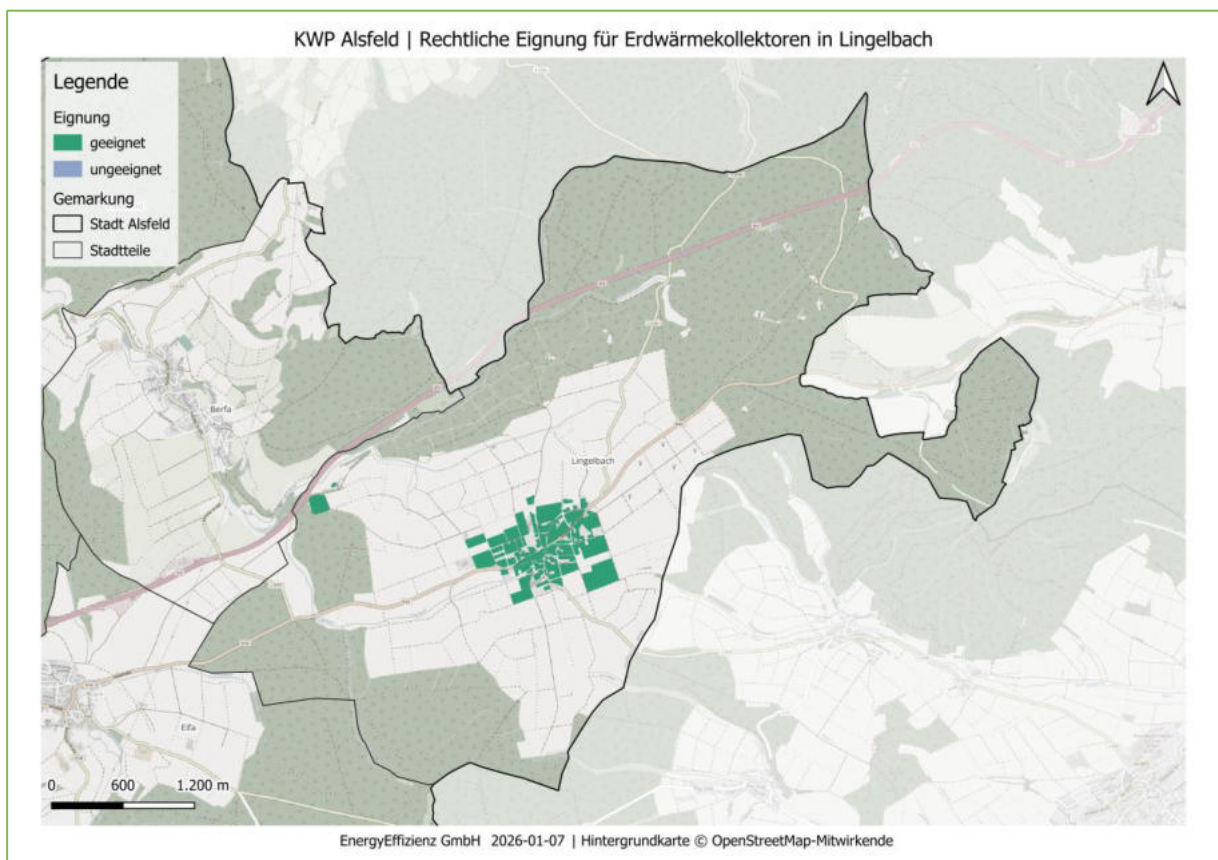 KWP Alsfeld | Rechtliche Eignung für Erdwärmekollektoren in Lingelbach
Legende
Eignung
geeignet
ungeeignet
Gemarkung
Stadt Alsfeld
Stadtteile
Berfa
Lingelbach
Eifa
0 600 1.200 m
EnergyEffizienz GmbH 2026-01-07 | Hintergrundkarte © OpenStreetMap-Mitwirkende